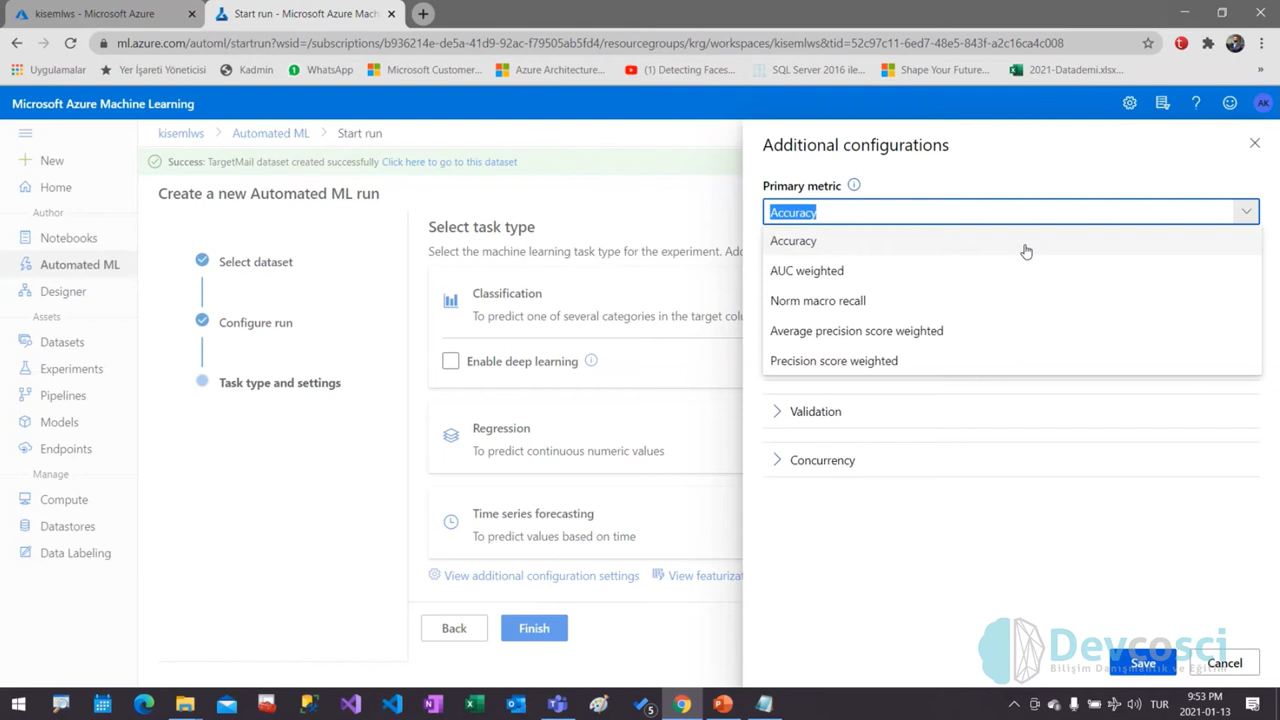 kisemlws - Microsoft Azure
Start run - Microsoft Azure Mach
ml.azure.com/automl/startrun?wsid=/subscriptions/b936214e-de5a-41d9-92ac-f79505ab5fd4/resourcegroups/krg/workspaces/kisemlws&tid=52c97c11-6ed7-48e5-843f-a2c16ca4c008
Uygulamalar
Yer İşareti Yöneticisi
Kadmin
WhatsApp
Microsoft Customer...
Azure Architecture...
(1) Detecting Faces...
SQL Server 2016 ile...
Shape Your Future...
2021-Datademi.xlsx...
Microsoft Azure Machine Learning
AK
New
Home
Author
Notebooks
Automated ML
Designer
Assets
Datasets
Experiments
Pipelines
Models
Endpoints
Manage
Compute
Datastores
Data Labeling
kisemlws > Automated ML > Start run
Success: TargetMail dataset created successfully Click here to go to this dataset
Create a new Automated ML run
Select dataset
Configure run
Task type and settings
Select task type
Select the machine learning task type for the experiment. Add
Classification
To predict one of several categories in the target colu
Enable deep learning
Regression
To predict continuous numeric values
Time series forecasting
To predict values based on time
View additional configuration settings
View featurizat
Back
Finish
Additional configurations
Primary metric
Accuracy
Accuracy
AUC weighted
Norm macro recall
Average precision score weighted
Precision score weighted
Validation
Concurrency
Devcosci
Bilişim Danışmanlık ve Eğitim
Save
Cancel
5
TUR
9:53 PM
2021-01-13